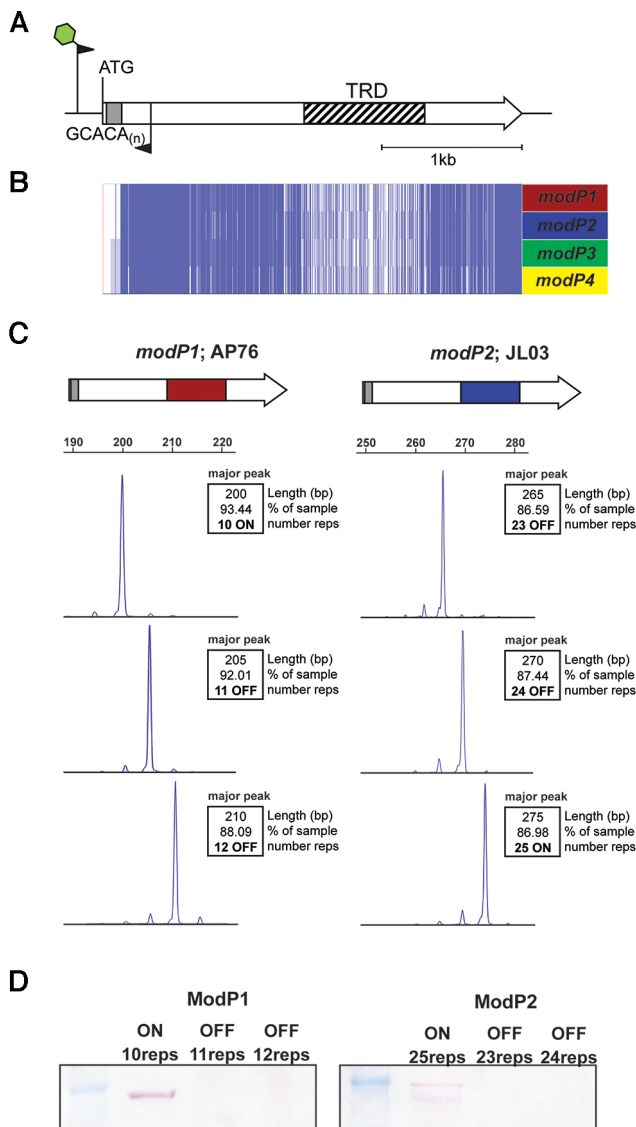 A
ATG
TRD
GCACA(n)
1kb
B
modP1
modP2
modP3
modP4
C
modP1; AP76
modP2; JL03
190 200 210 220
250 260 270 280
major peak
200 Length (bp)
93.44 % of sample
10 ON number reps
major peak
265 Length (bp)
86.59 % of sample
23 OFF number reps
major peak
205 Length (bp)
92.01 % of sample
11 OFF number reps
major peak
270 Length (bp)
87.44 % of sample
24 OFF number reps
major peak
210 Length (bp)
88.09 % of sample
12 OFF number reps
major peak
275 Length (bp)
86.98 % of sample
25 ON number reps
D
ModP1
ModP2
ON OFF OFF
10reps 11reps 12reps
ON OFF OFF
25reps 23reps 24reps